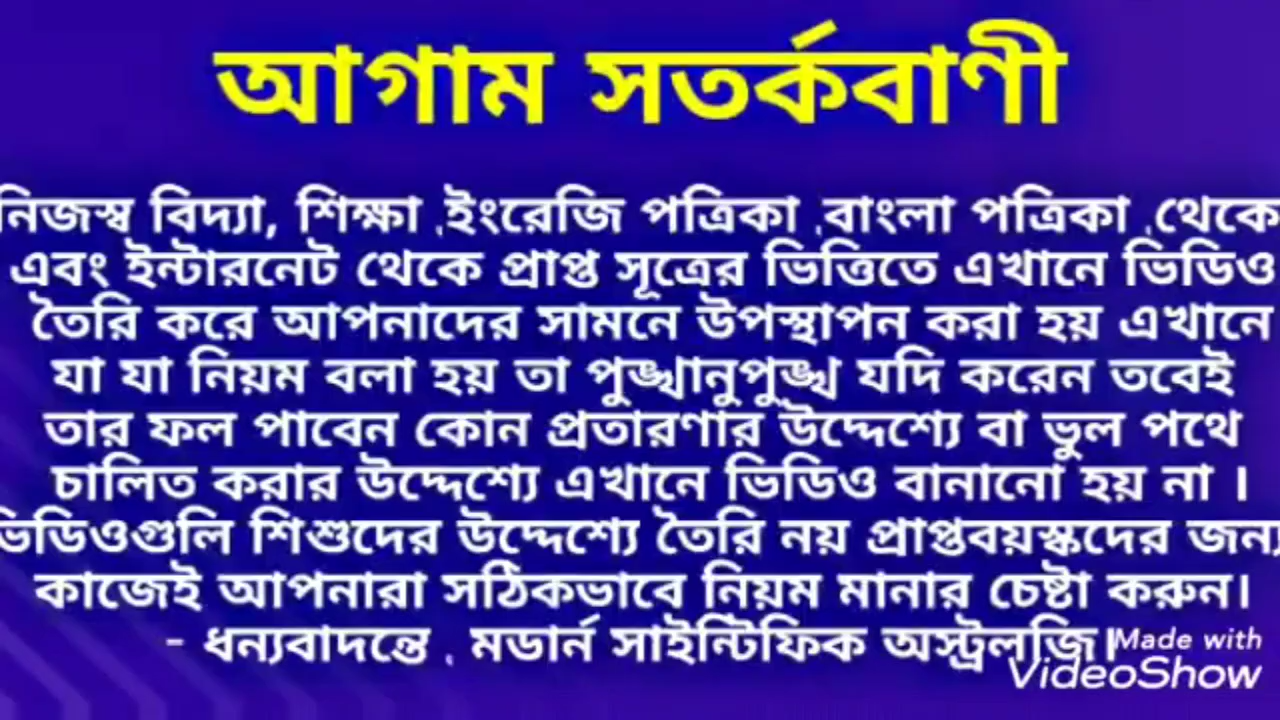 আগাম সতর্কবাণী
নিজস্ব বিদ্যা, শিক্ষা ,ইংরেজি পত্রিকা ,বাংলা পত্রিকা ,থেকে
এবং ইন্টারনেট থেকে প্রাপ্ত সূত্রের ভিত্তিতে এখানে ভিডিও
তৈরি করে আপনাদের সামনে উপস্থাপন করা হয় এখানে
যা যা নিয়ম বলা হয় তা পুঙ্খানুপুঙ্খ যদি করেন তবেই
তার ফল পাবেন কোন প্রতারণার উদ্দেশ্যে বা ভুল পথে
চালিত করার উদ্দেশ্যে এখানে ভিডিও বানানো হয় না ।
ভিডিওগুলি শিশুদের উদ্দেশ্যে তৈরি নয় প্রাপ্তবয়স্কদের জন্য
কাজেই আপনারা সঠিকভাবে নিয়ম মানার চেষ্টা করুন।
- ধন্যবাদন্তে , মডার্ন সাইন্টিফিক অস্ট্রলজি।
Made with
VideoShow